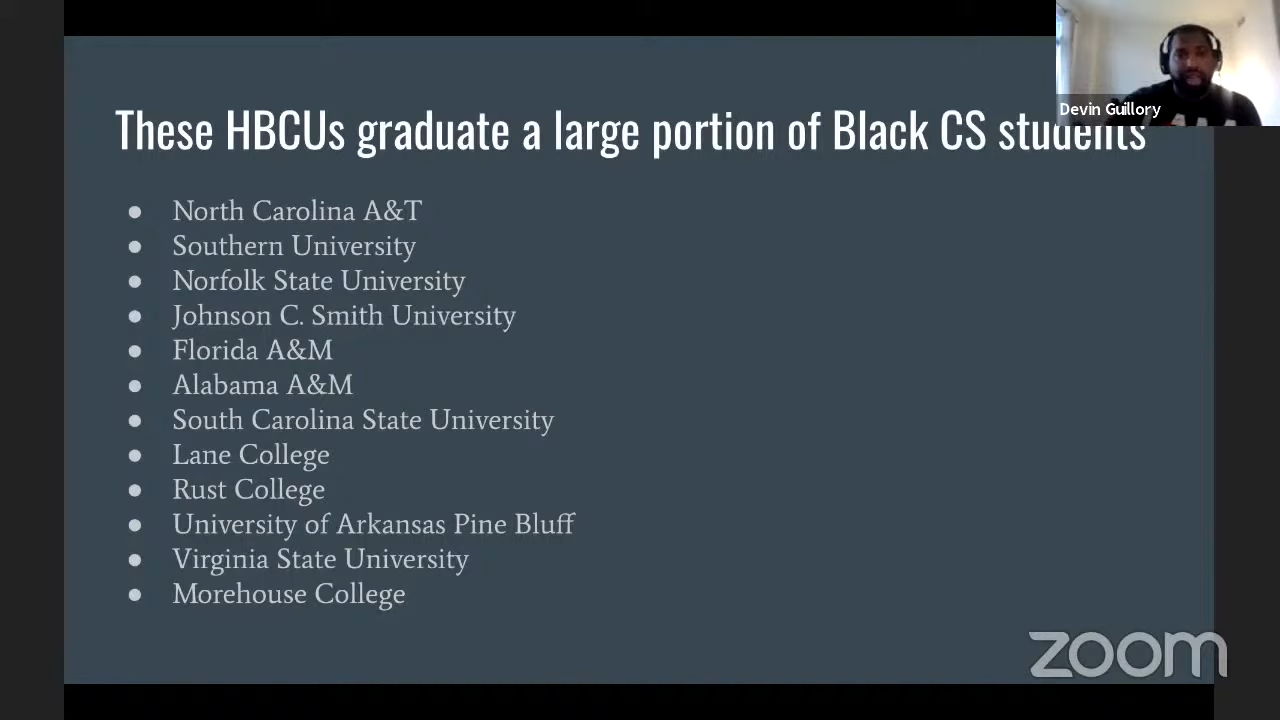 These HBCUs graduate a large portion of Black CS students
Devin Guillory
● North Carolina A&T
● Southern University
● Norfolk State University
● Johnson C. Smith University
● Florida A&M
● Alabama A&M
● South Carolina State University
● Lane College
● Rust College
● University of Arkansas Pine Bluff
● Virginia State University
● Morehouse College
zoom